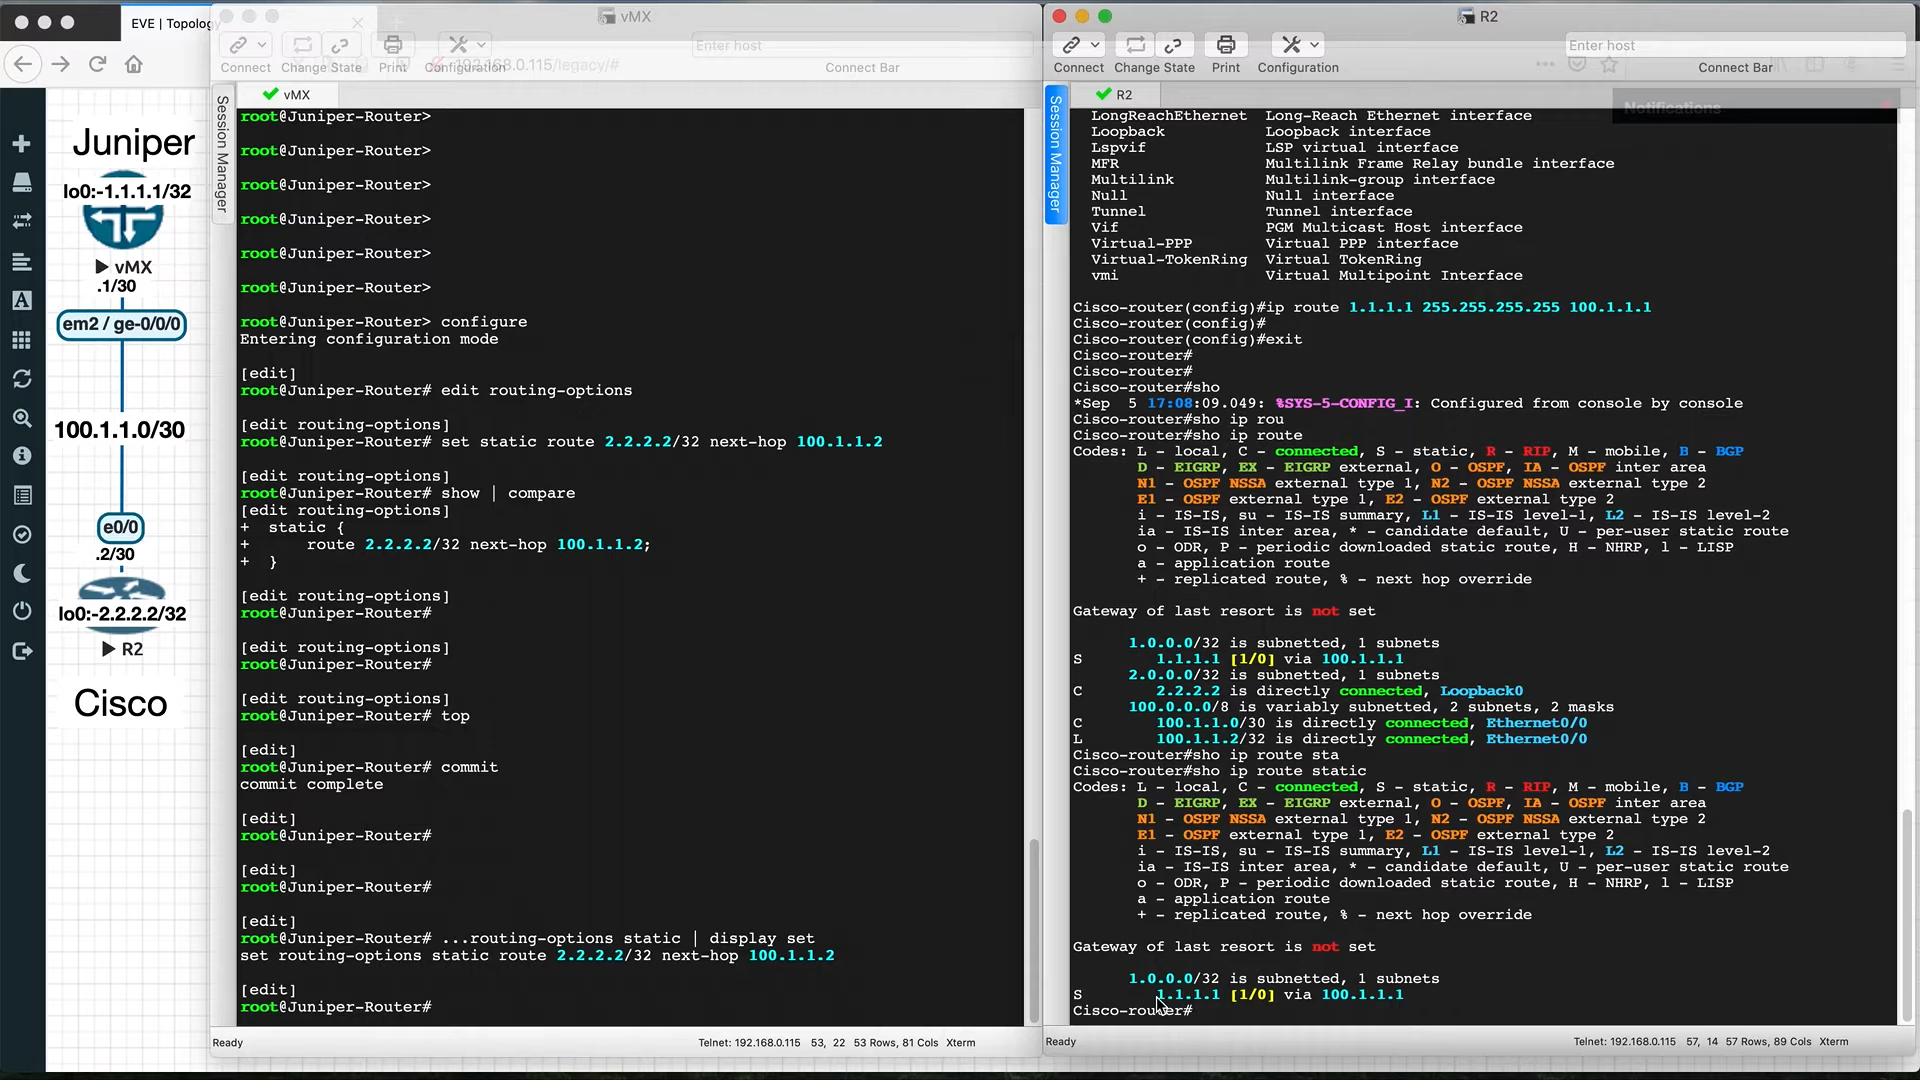 EVE | Topology
192.168.0.115/legacy/#
Juniper
lo0:-1.1.1.1/32
vMX
.1/30
em2 / ge-0/0/0
100.1.1.0/30
e0/0
.2/30
lo0:-2.2.2.2/32
R2
Cisco
vMX
Enter host
Connect Change State Print Configuration Connect Bar
Session Manager
vMX
root@Juniper-Router>
root@Juniper-Router>
root@Juniper-Router>
root@Juniper-Router>
root@Juniper-Router>
root@Juniper-Router>
root@Juniper-Router> configure
Entering configuration mode
[edit]
root@Juniper-Router# edit routing-options
[edit routing-options]
root@Juniper-Router# set static route 2.2.2.2/32 next-hop 100.1.1.2
[edit routing-options]
root@Juniper-Router# show | compare
[edit routing-options]
+ static {
+ route 2.2.2.2/32 next-hop 100.1.1.2;
+ }
[edit routing-options]
root@Juniper-Router#
[edit routing-options]
root@Juniper-Router#
[edit routing-options]
root@Juniper-Router# top
[edit]
root@Juniper-Router# commit
commit complete
[edit]
root@Juniper-Router#
[edit]
root@Juniper-Router#
[edit]
root@Juniper-Router# ...routing-options static | display set
set routing-options static route 2.2.2.2/32 next-hop 100.1.1.2
[edit]
root@Juniper-Router#
Ready Telnet: 192.168.0.115 53, 22 53 Rows, 81 Cols Xterm
R2
Enter host
Connect Change State Print Configuration Connect Bar
Session Manager
R2
Notifications
LongReachEthernet Long-Reach Ethernet interface
Loopback Loopback interface
Lspvif LSP virtual interface
MFR Multilink Frame Relay bundle interface
Multilink Multilink-group interface
Null Null interface
Tunnel Tunnel interface
Vif PGM Multicast Host interface
Virtual-PPP Virtual PPP interface
Virtual-TokenRing Virtual TokenRing
vmi Virtual Multipoint Interface
Cisco-router(config)#ip route 1.1.1.1 255.255.255.255 100.1.1.1
Cisco-router(config)#
Cisco-router(config)#exit
Cisco-router#
Cisco-router#
Cisco-router#sho
*Sep 5 17:08:09.049: %SYS-5-CONFIG_I: Configured from console by console
Cisco-router#sho ip rou
Cisco-router#sho ip route
Codes: L - local, C - connected, S - static, R - RIP, M - mobile, B - BGP
D - EIGRP, EX - EIGRP external, O - OSPF, IA - OSPF inter area
N1 - OSPF NSSA external type 1, N2 - OSPF NSSA external type 2
E1 - OSPF external type 1, E2 - OSPF external type 2
i - IS-IS, su - IS-IS summary, L1 - IS-IS level-1, L2 - IS-IS level-2
ia - IS-IS inter area, * - candidate default, U - per-user static route
o - ODR, P - periodic downloaded static route, H - NHRP, l - LISP
a - application route
+ - replicated route, % - next hop override
Gateway of last resort is not set
1.0.0.0/32 is subnetted, 1 subnets
S 1.1.1.1 [1/0] via 100.1.1.1
2.0.0.0/32 is subnetted, 1 subnets
C 2.2.2.2 is directly connected, Loopback0
100.0.0.0/8 is variably subnetted, 2 subnets, 2 masks
C 100.1.1.0/30 is directly connected, Ethernet0/0
L 100.1.1.2/32 is directly connected, Ethernet0/0
Cisco-router#sho ip route sta
Cisco-router#sho ip route static
Codes: L - local, C - connected, S - static, R - RIP, M - mobile, B - BGP
D - EIGRP, EX - EIGRP external, O - OSPF, IA - OSPF inter area
N1 - OSPF NSSA external type 1, N2 - OSPF NSSA external type 2
E1 - OSPF external type 1, E2 - OSPF external type 2
i - IS-IS, su - IS-IS summary, L1 - IS-IS level-1, L2 - IS-IS level-2
ia - IS-IS inter area, * - candidate default, U - per-user static route
o - ODR, P - periodic downloaded static route, H - NHRP, l - LISP
a - application route
+ - replicated route, % - next hop override
Gateway of last resort is not set
1.0.0.0/32 is subnetted, 1 subnets
S 1.1.1.1 [1/0] via 100.1.1.1
Cisco-router#
Ready Telnet: 192.168.0.115 57, 14 57 Rows, 89 Cols Xterm